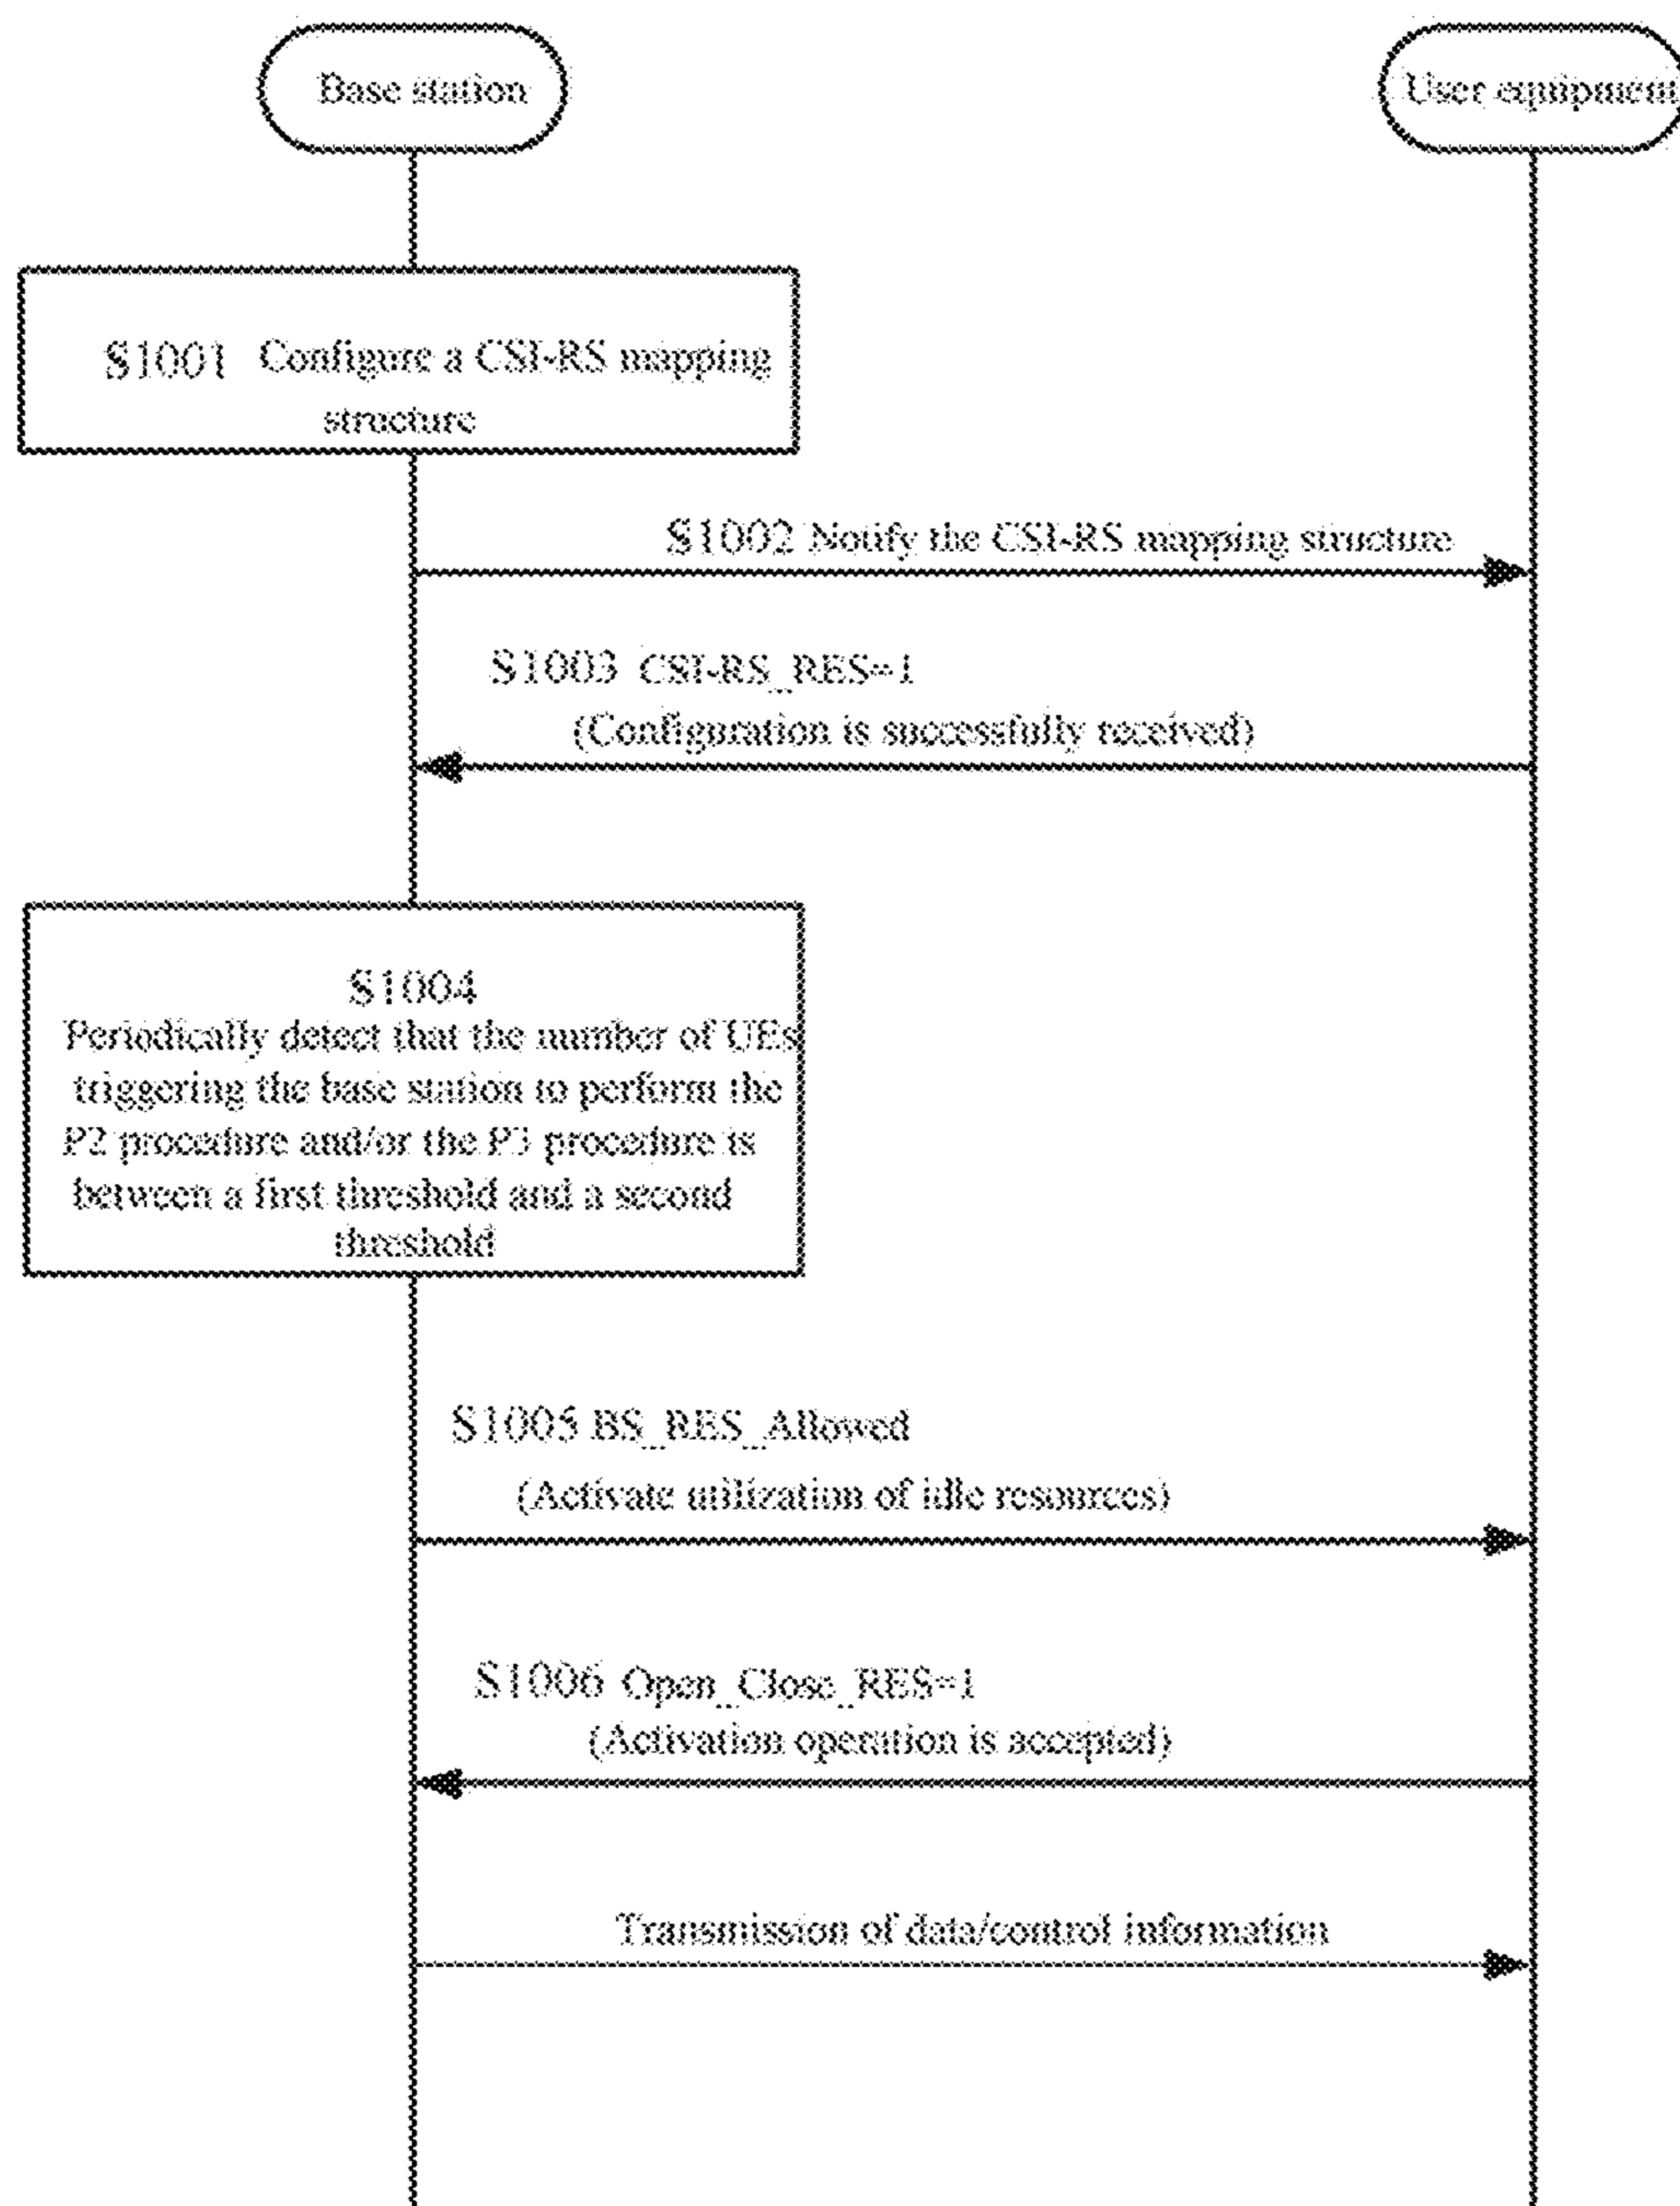 Base station
User equipment
S1001 Configure a CSI-RS mapping
structure
S1002 Notify the CSI-RS mapping structure
S1003 CSI-RS_RES=1
(Configuration is successfully received)
S1004
Periodically detect that the number of UEs
triggering the base station to perform the
P2 procedure and/or the P3 procedure is
between a first threshold and a second
threshold
S1005 BS_RES_Allowed
(Activate utilization of idle resources)
S1006 Open_Close_RES=1
(Activation operation is accepted)
Transmission of data/control information